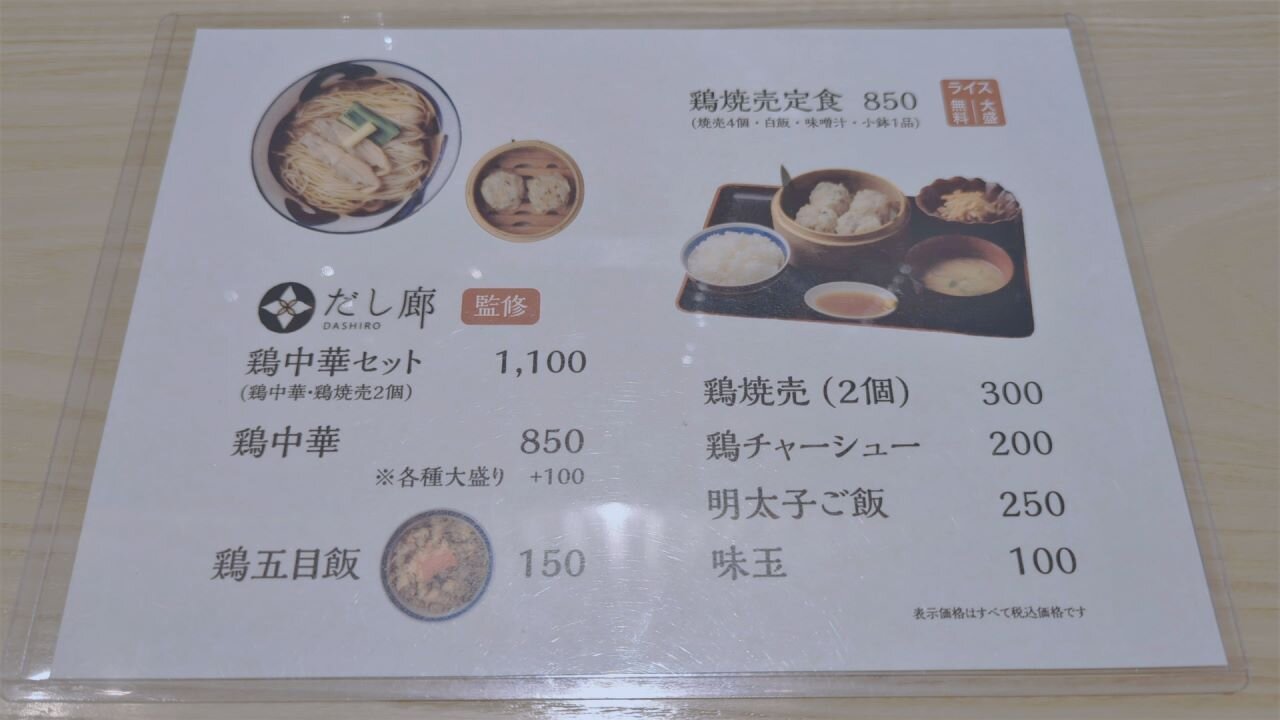 だし廊 監修
DASHIRO
鶏中華セット 1,100
(鶏中華・鶏焼売2個)
鶏中華 850
※各種大盛り +100
鶏五目飯 150
鶏焼売定食 850
(焼売4個・白飯・味噌汁・小鉢1品)
ライス
大盛
無料
鶏焼売(2個) 300
鶏チャーシュー 200
明太子ご飯 250
味玉 100
表示価格はすべて税込価格です